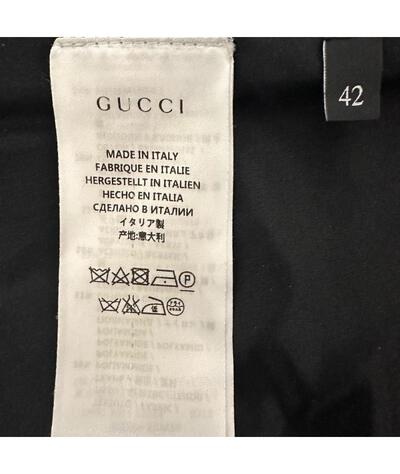 GUCCI
42
MADE IN ITALY
FABRIQUE EN ITALIE
HERGESTELLT IN ITALIEN
HECHO EN ITALIA
СДЕЛАНО В ИТАЛИИ
イタリア製
产地:意大利
P